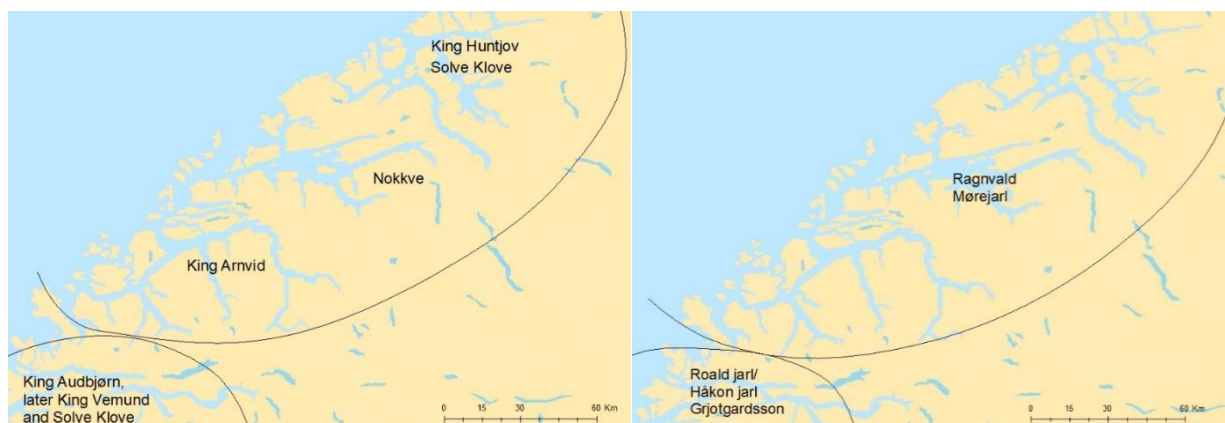 King Huntjov
Solve Klove
Nokkve
King Arnvid
King Audbjørn,
later King Vemund
and Solve Klove
0 15 30 60 Km
Ragnvald
Mørejarl
Roald jarl/
Håkon jarl
Grjotgardsson
0 15 30 60 Km